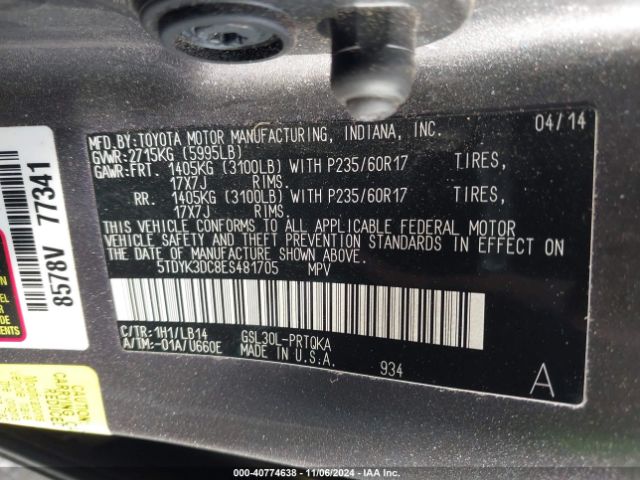 MFD.BY:TOYOTA MOTOR MANUFACTURING, INDIANA, INC. 04/14
GVWR:2715KG (5995LB)
GAWR:FRT. 1405KG (3100LB) WITH P235/60R17 TIRES,
17X7J RIMS.
RR. 1405KG (3100LB) WITH P235/60R17 TIRES,
17X7J RIMS.
THIS VEHICLE CONFORMS TO ALL APPLICABLE FEDERAL MOTOR
VEHICLE SAFETY AND THEFT PREVENTION STANDARDS IN EFFECT ON
THE DATE OF MANUFACTURE SHOWN ABOVE.
5TDYK3DC8ES481705 MPV
C/TR: 1H1/LB14 GSL30L-PRTQKA
A/TM:-01A/U660E MADE IN U.S.A.
934
A
8578V 77341
00-40774638 - 11/06/2024 - IAA Inc.